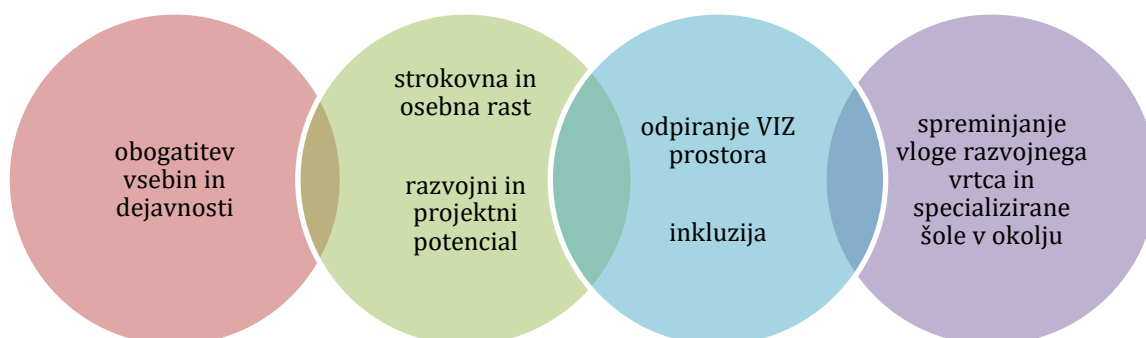 obogatitev
vsebin in
dejavnosti
strokovna in
osebna rast
razvojni in
projektni
potencial
odpiranje VIZ
prostora
inkluzija
spreminjanje
vloge razvojnega
vrtca in
specializirane
šole v okolju